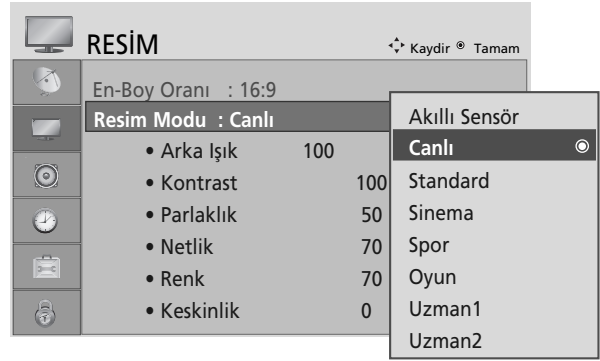 RESİM
Kaydir Tamam
En-Boy Oranı : 16:9
Resim Modu : Canlı
• Arka Işık 100
• Kontrast 100
• Parlaklık 50
• Netlik 70
• Renk 70
• Keskinlik 0
Akıllı Sensör
Canlı
Standard
Sinema
Spor
Oyun
Uzman1
Uzman2